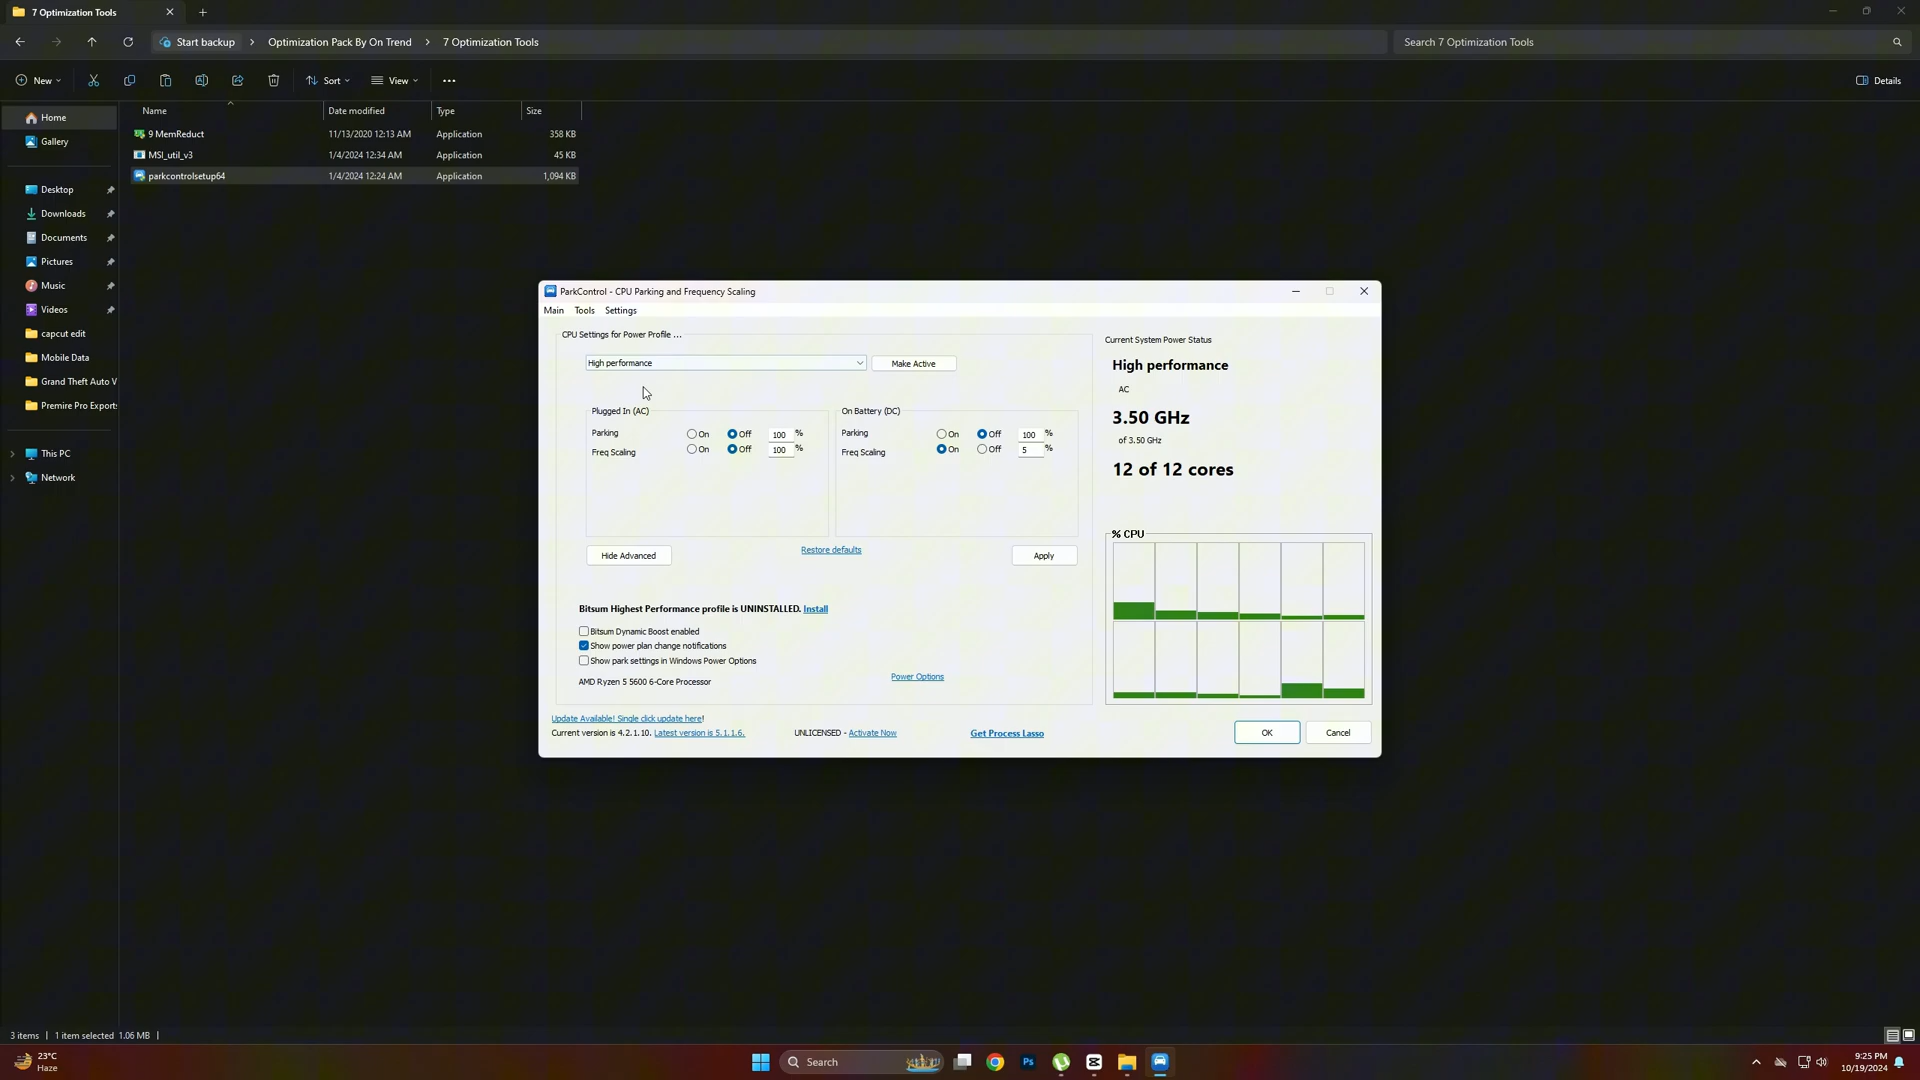 7 Optimization Tools
Start backup > Optimization Pack By On Trend > 7 Optimization Tools
Search 7 Optimization Tools
New Sort View Details
Name Date modified Type Size
Home
Gallery
Desktop
Downloads
Documents
Pictures
Music
Videos
capcut edit
Mobile Data
Grand Theft Auto V
Premire Pro Exports
This PC
Network
9 MemReduct 11/13/2020 12:13 AM Application 358 KB
MSI_util_v3 1/4/2024 12:34 AM Application 45 KB
parkcontrolsetup64 1/4/2024 12:24 AM Application 1,094 KB
ParkControl - CPU Parking and Frequency Scaling
Main Tools Settings
CPU Settings for Power Profile ...
High performance Make Active
Plugged In (AC)
Parking On Off 100 %
Freq Scaling On Off 100 %
On Battery (DC)
Parking On Off 100 %
Freq Scaling On Off 5 %
Hide Advanced Restore defaults Apply
Bitsum Highest Performance profile is UNINSTALLED. Install
Bitsum Dynamic Boost enabled
Show power plan change notifications
Show park settings in Windows Power Options
AMD Ryzen 5 5600 6-Core Processor
Power Options
Update Available! Single click update here!
Current version is 4.2.1.10. Latest version is 5.1.1.6.
UNLICENSED - Activate Now
Get Process Lasso
Current System Power Status
High performance
AC
3.50 GHz
of 3.50 GHz
12 of 12 cores
% CPU
OK Cancel
3 items 1 item selected 1.06 MB
23°C
Haze
Search
Ps
9:25 PM
10/19/2024